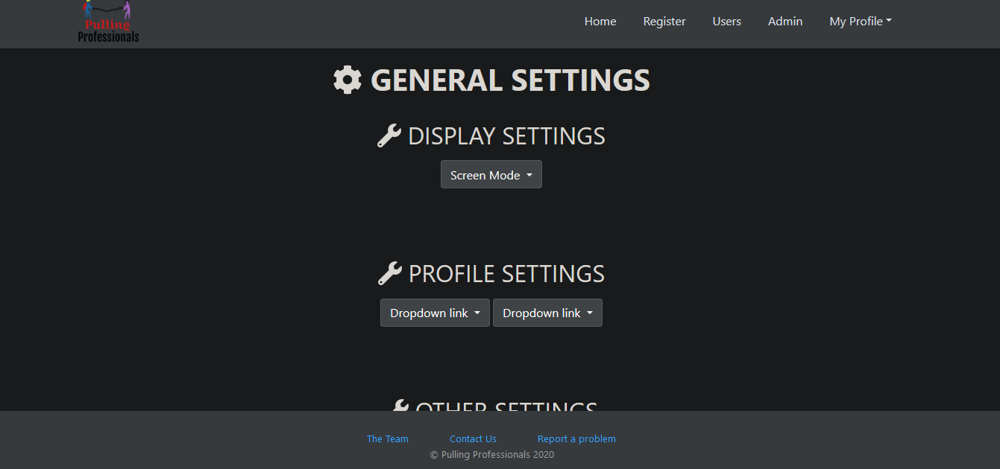 Pulling
Professionals
Home Register Users Admin My Profile
GENERAL SETTINGS
DISPLAY SETTINGS
Screen Mode
PROFILE SETTINGS
Dropdown link Dropdown link
OTHER SETTINGS
The Team Contact Us Report a problem
© Pulling Professionals 2020